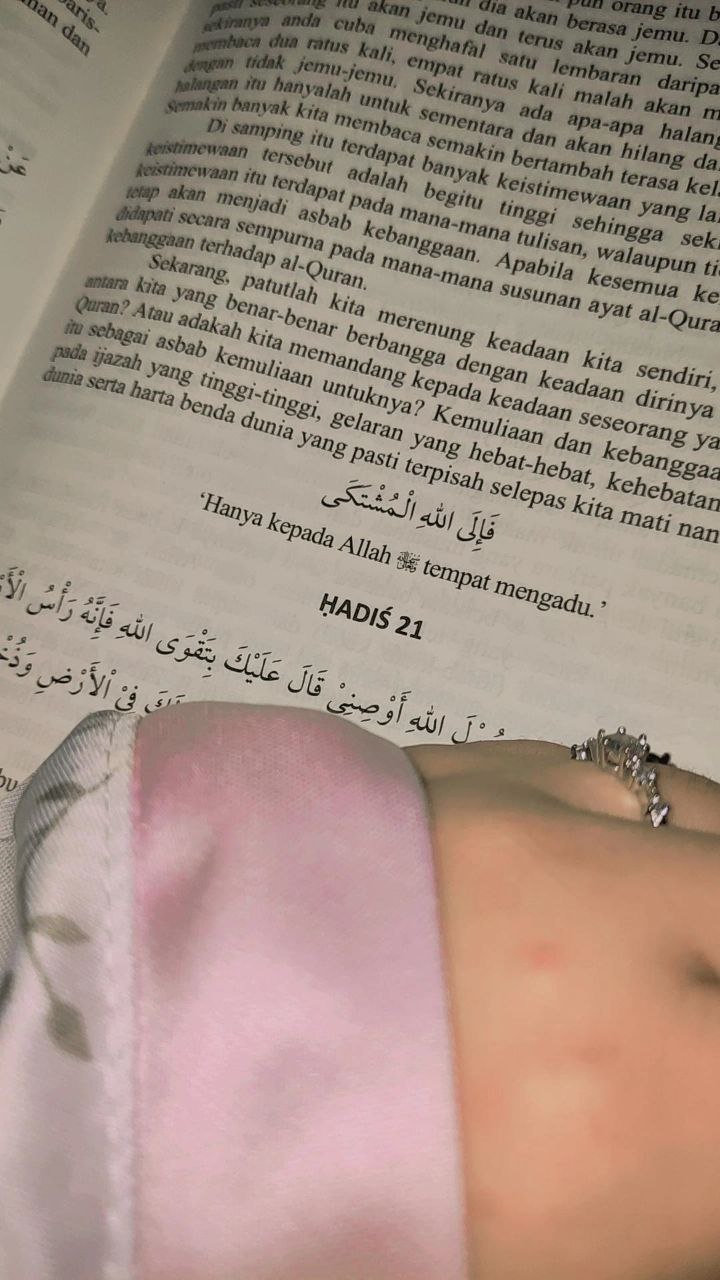 a.
Paris-
man dan
عَنْ
pun orang itu b
pasti seseorang itu akan jemu dan dia akan berasa jemu. D
sekiranya anda cuba menghafal terus akan jemu. Se
membaca dua ratus kali, empat satu lembaran daripa
dengan tidak jemu-jemu. Sekiranya ratus kali malah akan m
halangan itu hanyalah untuk sementara ada apa-apa halang
Semakin banyak kita membaca semakin dan akan hilang da
Di samping itu terdapat banyak bertambah terasa kela
keistimewaan tersebut adalah begitu keistimewaan yang la
keistimewaan itu terdapat pada mana-mana tinggi sehingga sek
tetap akan menjadi asbab kebanggaan. tulisan, walaupun ti
didapati secara sempurna pada mana-mana Apabila kesemua ke
kebanggaan terhadap al-Quran. susunan ayat al-Qura
Sekarang, patutlah kita merenung keadaan kita sendiri,
antara kita yang benar-benar berbangga dengan keadaan dirinya
Quran? Atau adakah kita memandang kepada keadaan seseorang ya
itu sebagai asbab kemuliaan untuknya? Kemuliaan dan kebanggaa
pada ijazah yang tinggi-tinggi, gelaran yang hebat-hebat, kehebatan
dunia serta harta benda dunia yang pasti terpisah selepas kita mati nan
فَإِلَى اللهِ الْمُشْتَكَى
‘Hanya kepada Allah ﷻ tempat mengadu.’
ḤADIŚ 21
اللهِ أَوْصِنِيْ قَالَ عَلَيْكَ بِتَقْوَى اللهِ فَإِنَّهُ رَأْسُ الْأَ
لَكَ فِيْ الْأَرْضِ وَذُخْ
bu